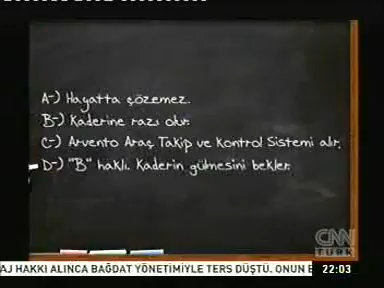 A-) Hayatta çözemez.
B-) Kaderine razı olur.
C-) Arvento Araç Takip ve Kontrol Sistemi alır.
D-) "B" haklı. Kaderin gülmesini bekler.
CNN
TÜRK
AJ HAKKI ALINCA BAĞDAT YÖNETİMİYLE TERS DÜŞTÜ. ONUN 22:03